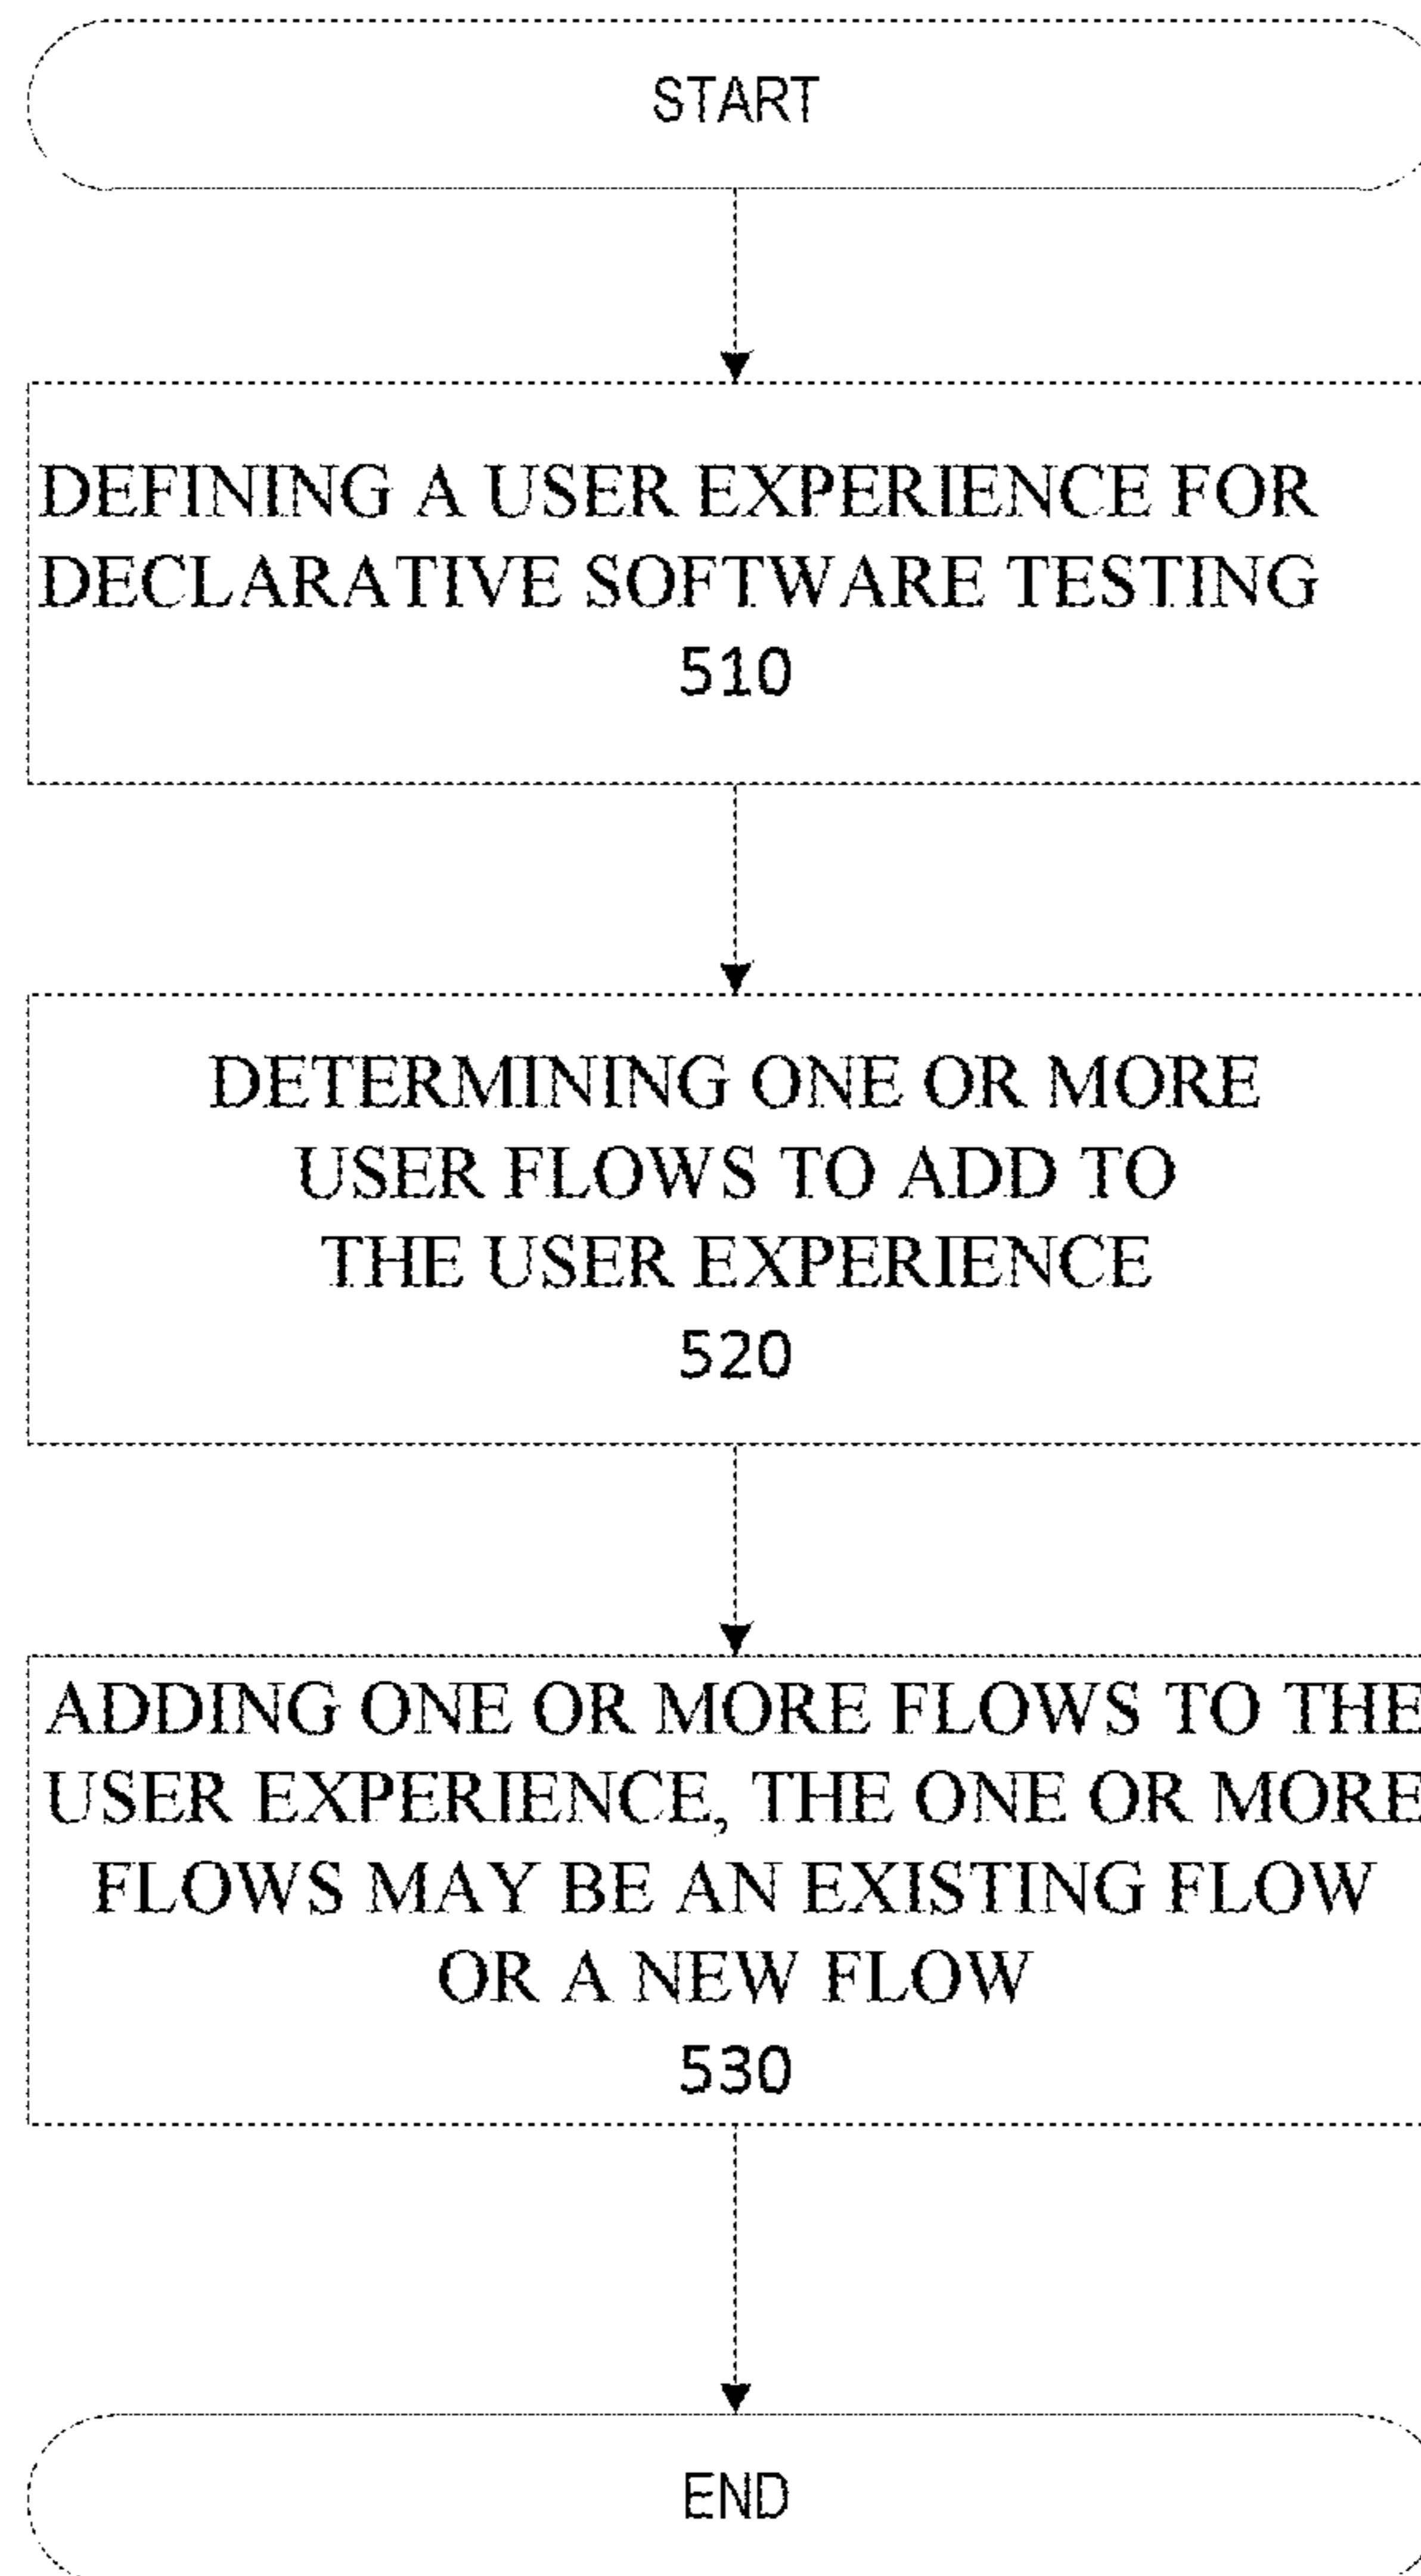 START
DEFINING A USER EXPERIENCE FOR
DECLARATIVE SOFTWARE TESTING
510
DETERMINING ONE OR MORE
USER FLOWS TO ADD TO
THE USER EXPERIENCE
520
ADDING ONE OR MORE FLOWS TO THE
USER EXPERIENCE, THE ONE OR MORE
FLOWS MAY BE AN EXISTING FLOW
OR A NEW FLOW
530
END